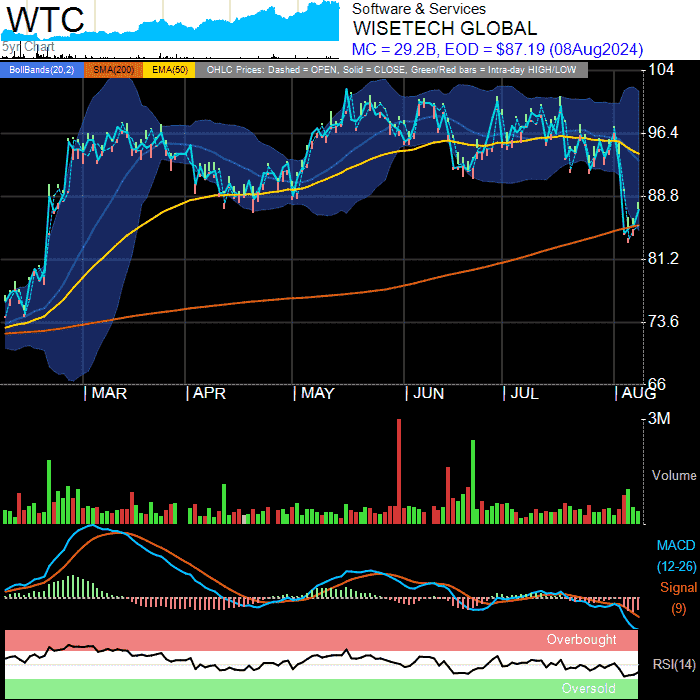 WTC
5yr Chart
Software & Services
WISETECH GLOBAL
MC = 29.2B, EOD = $87.19 (08Aug2024)
BollBands(20,2) SMA(200) EMA(50) OHLC Prices: Dashed = OPEN, Solid = CLOSE, Green/Red bars = Intra-day HIGH/LOW
104
96.4
88.8
81.2
73.6
66
| MAR | APR | MAY | JUN | JUL | AUG
3M
Volume
MACD
(12-26)
Signal
(9)
Overbought
RSI(14)
Oversold